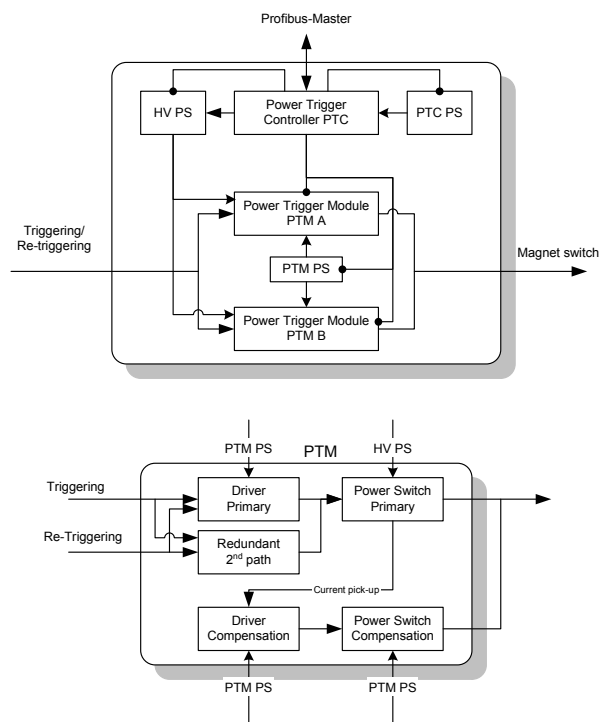 Profibus-Master
HV PS
Power Trigger
Controller PTC
PTC PS
Triggering/
Re-triggering
Power Trigger Module
PTM A
PTM PS
Magnet switch
Power Trigger Module
PTM B
PTM PS
HV PS
PTM
Triggering
Driver
Primary
Power Switch
Primary
Re-Triggering
Redundant
2nd path
Current pick-up
Driver
Compensation
Power Switch
Compensation
PTM PS
PTM PS